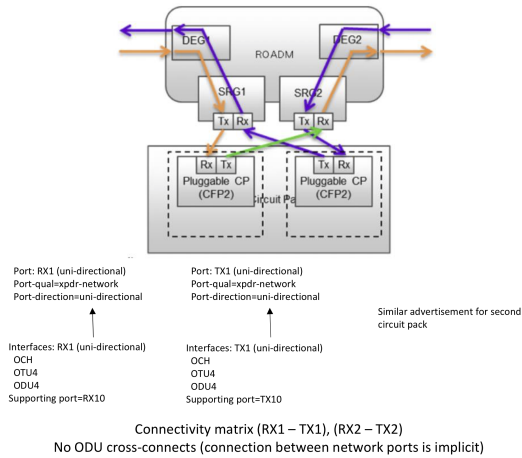 DEG1
DEG2
ROADM
SRG1
SRG2
Tx Rx
Tx Rx
Rx Tx
Tx Rx
Pluggable CP
(CFP2)
Pluggable CP
(CFP2)
Circuit Pa
Port: RX1 (uni-directional)
Port-qual=xpdr-network
Port-direction=uni-directional
Port: TX1 (uni-directional)
Port-qual=xpdr-network
Port-direction=uni-directional
Similar advertisement for second
circuit pack
Interfaces: RX1 (uni-directional)
OCH
OTU4
ODU4
Supporting port=RX10
Interfaces: TX1 (uni-directional)
OCH
OTU4
ODU4
Supporting port=TX10
Connectivity matrix (RX1 – TX1), (RX2 – TX2)
No ODU cross-connects (connection between network ports is implicit)